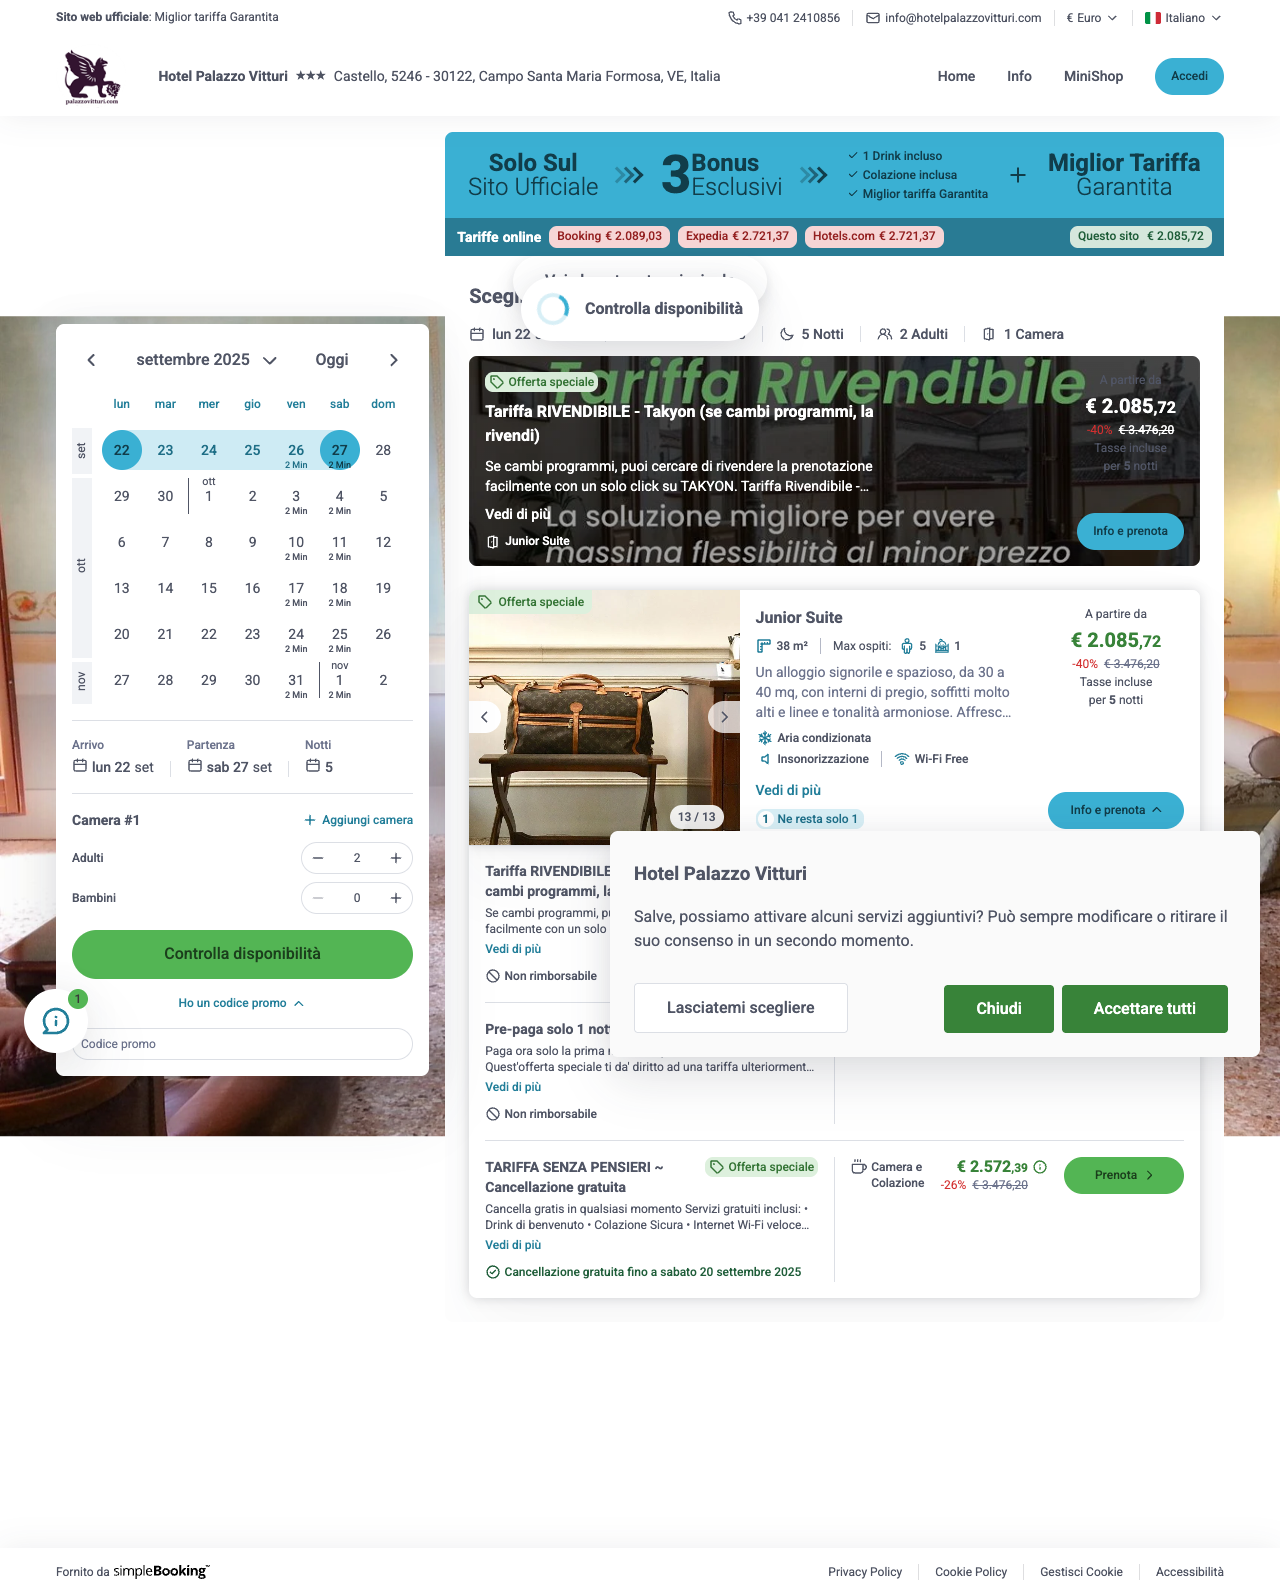 Sito web ufficiale: Miglior tariffa Garantita
+39 041 2410856
info@hotelpalazzovitturi.com
€ Euro
Italiano
palazzovitturi.com
Hotel Palazzo Vitturi ★★★ Castello, 5246 - 30122, Campo Santa Maria Formosa, VE, Italia
Home
Info
MiniShop
Accedi
Solo Sul
Sito Ufficiale
3 Bonus
Esclusivi
1 Drink incluso
Colazione inclusa
Miglior tariffa Garantita
+
Miglior Tariffa
Garantita
Tariffe online
Booking € 2.089,03
Expedia € 2.721,37
Hotels.com € 2.721,37
Questo sito € 2.085,72
Controlla disponibilità
lun 22
5 Notti
2 Adulti
1 Camera
settembre 2025
Oggi
lun mar mer gio ven sab dom
set
22 23 24 25 26 27 28
2 Min 2 Min
ott
29 30 1 2 3 4 5
2 Min 2 Min
ott
6 7 8 9 10 11 12
2 Min 2 Min
13 14 15 16 17 18 19
2 Min 2 Min
20 21 22 23 24 25 26
2 Min 2 Min
nov
nov
27 28 29 30 31 1 2
2 Min 2 Min
Arrivo
lun 22 set
Partenza
sab 27 set
Notti
5
Camera #1
Aggiungi camera
Adulti
2
Bambini
0
Controlla disponibilità
Ho un codice promo
1
Codice promo
Offerta speciale
Tariffa Rivendibile
Tariffa RIVENDIBILE - Takyon (se cambi programmi, la
rivendi)
Se cambi programmi, puoi cercare di rivendere la prenotazione
facilmente con un solo click su TAKYON. Tariffa Rivendibile -...
Vedi di più
La soluzione migliore per avere
massima flessibilità al minor prezzo
Junior Suite
A partire da
€ 2.085,72
-40% € 3.476,20
Tasse incluse
per 5 notti
Info e prenota
Offerta speciale
13 / 13
Junior Suite
38 m²
Max ospiti: 5 1
Un alloggio signorile e spazioso, da 30 a
40 mq, con interni di pregio, soffitti molto
alti e linee e tonalità armoniose. Affresc...
Aria condizionata
Insonorizzazione
Wi-Fi Free
Vedi di più
1 Ne resta solo 1
A partire da
€ 2.085,72
-40% € 3.476,20
Tasse incluse
per 5 notti
Info e prenota
Tariffa RIVENDIBILE
cambi programmi,
Se cambi programmi,
facilmente con un solo
Vedi di più
Non rimborsabile
Hotel Palazzo Vitturi
Salve, possiamo attivare alcuni servizi aggiuntivi? Può sempre modificare o ritirare il
suo consenso in un secondo momento.
Lasciatemi scegliere
Chiudi
Accettare tutti
Pre-paga solo 1
Paga ora solo la prima
Quest'offerta speciale ti da' diritto ad una tariffa ulteriorment...
Vedi di più
Non rimborsabile
TARIFFA SENZA PENSIERI ~
Cancellazione gratuita
Offerta speciale
Cancella gratis in qualsiasi momento Servizi gratuiti inclusi: •
Drink di benvenuto • Colazione Sicura • Internet Wi-Fi veloce...
Vedi di più
Cancellazione gratuita fino a sabato 20 settembre 2025
Camera e
Colazione
€ 2.572,39
-26% € 3.476,20
Prenota
Fornito da simpleBooking
Privacy Policy
Cookie Policy
Gestisci Cookie
Accessibilità